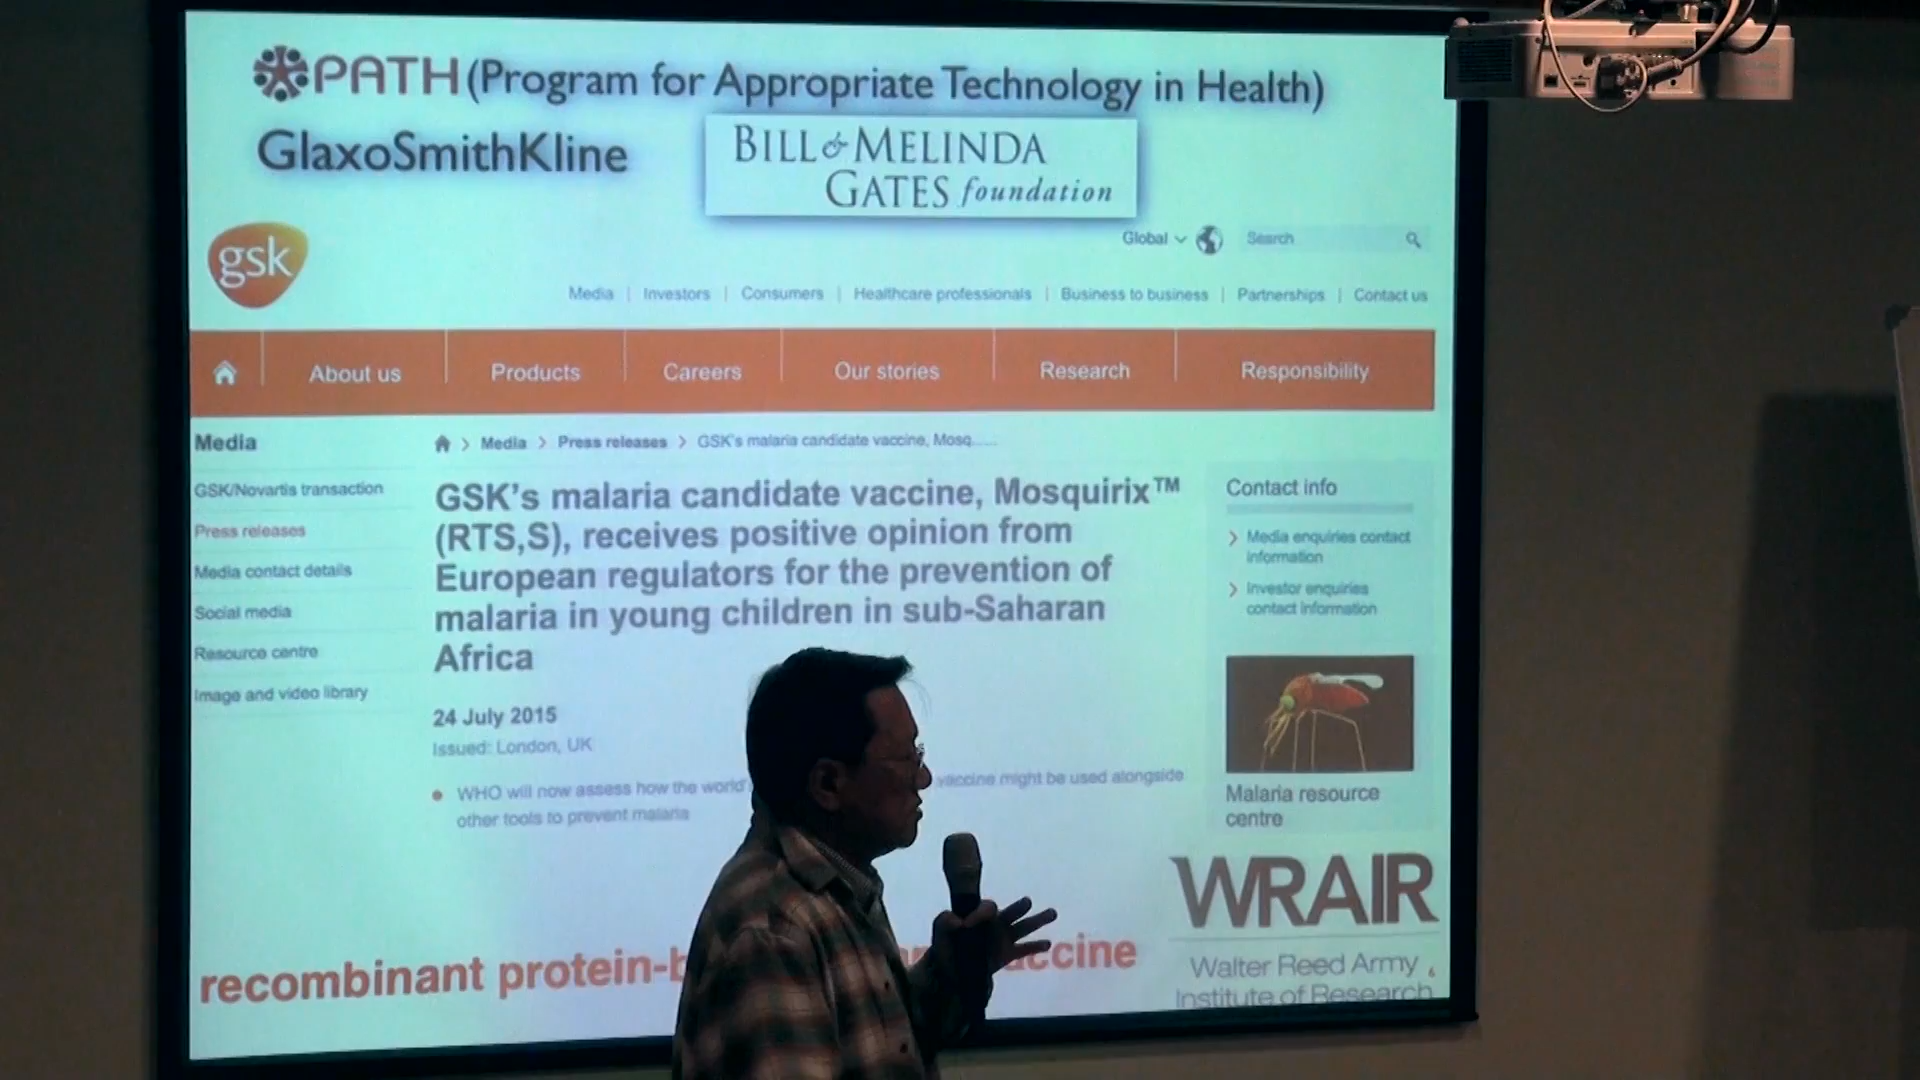 PATH (Program for Appropriate Technology in Health)
GlaxoSmithKline
BILL & MELINDA
GATES foundation
gsk
Global
Search
Media | Investors | Consumers | Healthcare professionals | Business to business | Partnerships | Contact us
About us
Products
Careers
Our stories
Research
Responsibility
Media
GSK/Novartis transaction
Press releases
Media contact details
Social media
Resource centre
Image and video library
> Media > Press releases > GSK's malaria candidate vaccine, Mosq......
GSK's malaria candidate vaccine, Mosquirix™
(RTS,S), receives positive opinion from
European regulators for the prevention of
malaria in young children in sub-Saharan
Africa
24 July 2015
Issued: London, UK
• WHO will now assess how the world' vaccine might be used alongside
other tools to prevent malaria
Contact info
> Media enquiries contact
information
> Investor enquiries
contact information
Malaria resource
centre
recombinant protein-b ccine
WRAIR
Walter Reed Army
Institute of Research